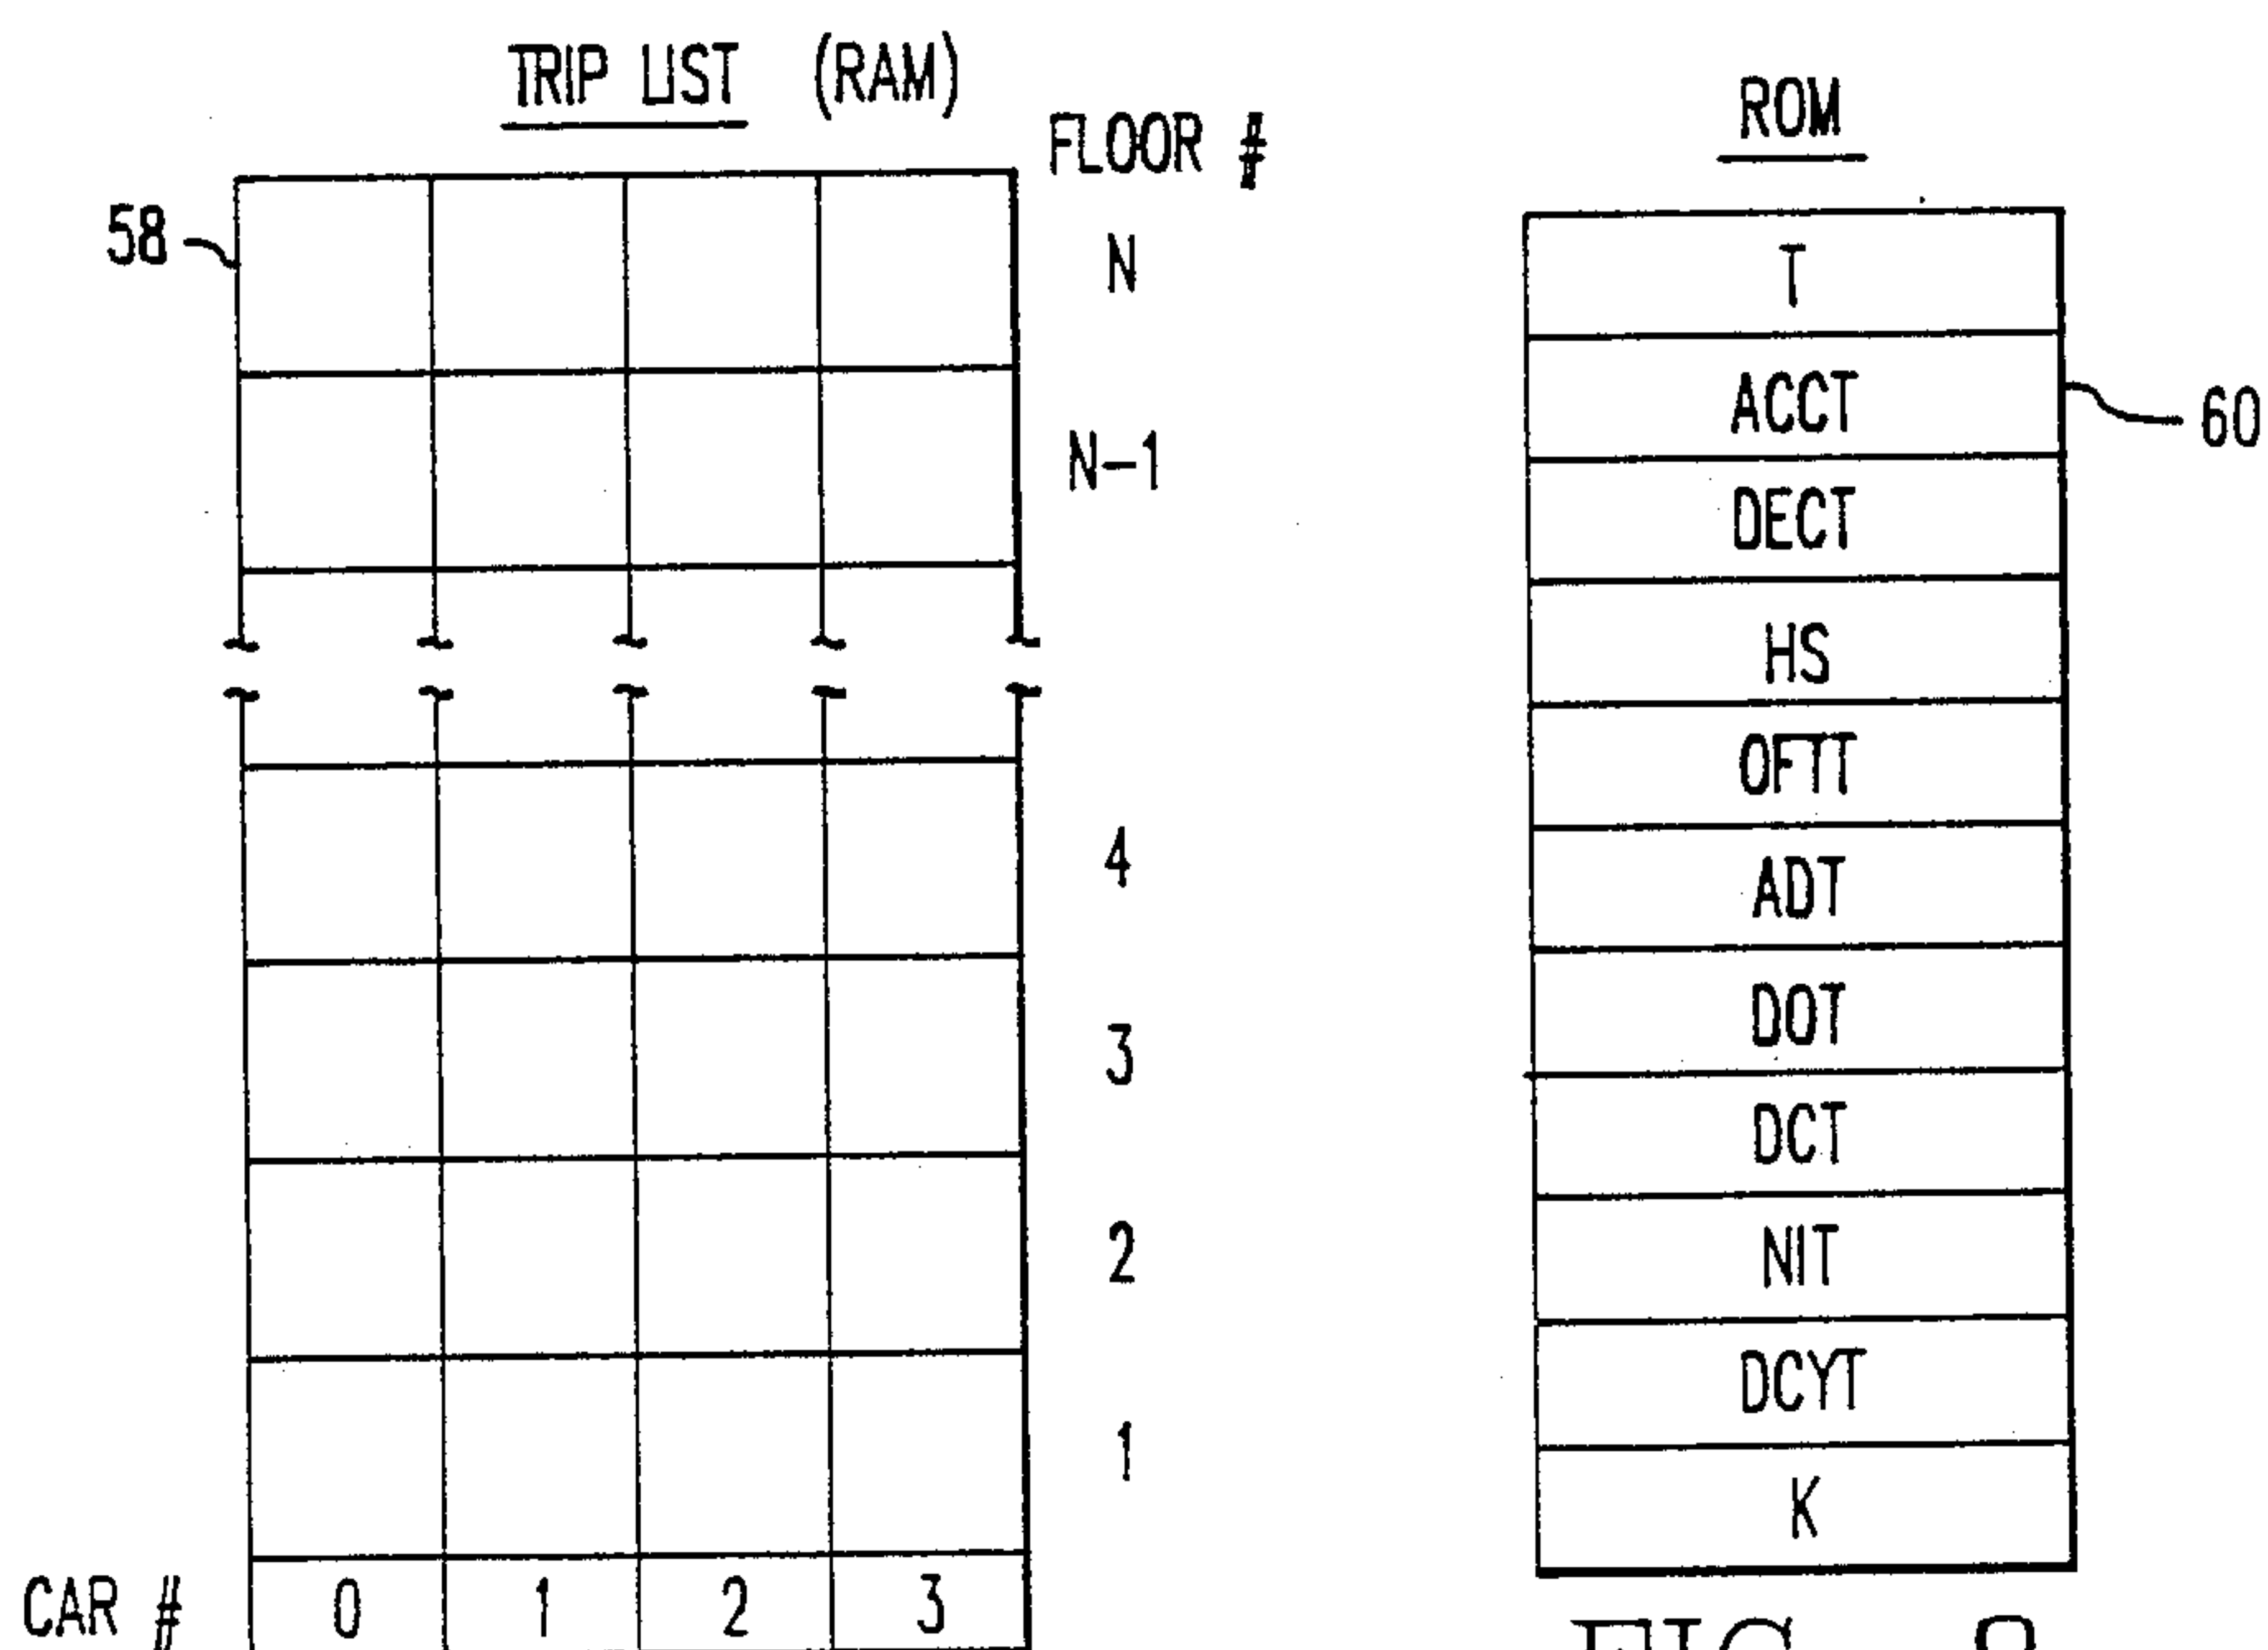 TRIP LIST (RAM)
FLOOR #
58
N
N-1
4
3
2
1
CAR # 0 1 2 3
ROM
T
ACCT
60
DECT
HS
OFTT
ADT
DOT
DCT
NIT
DCYT
K
FIG.